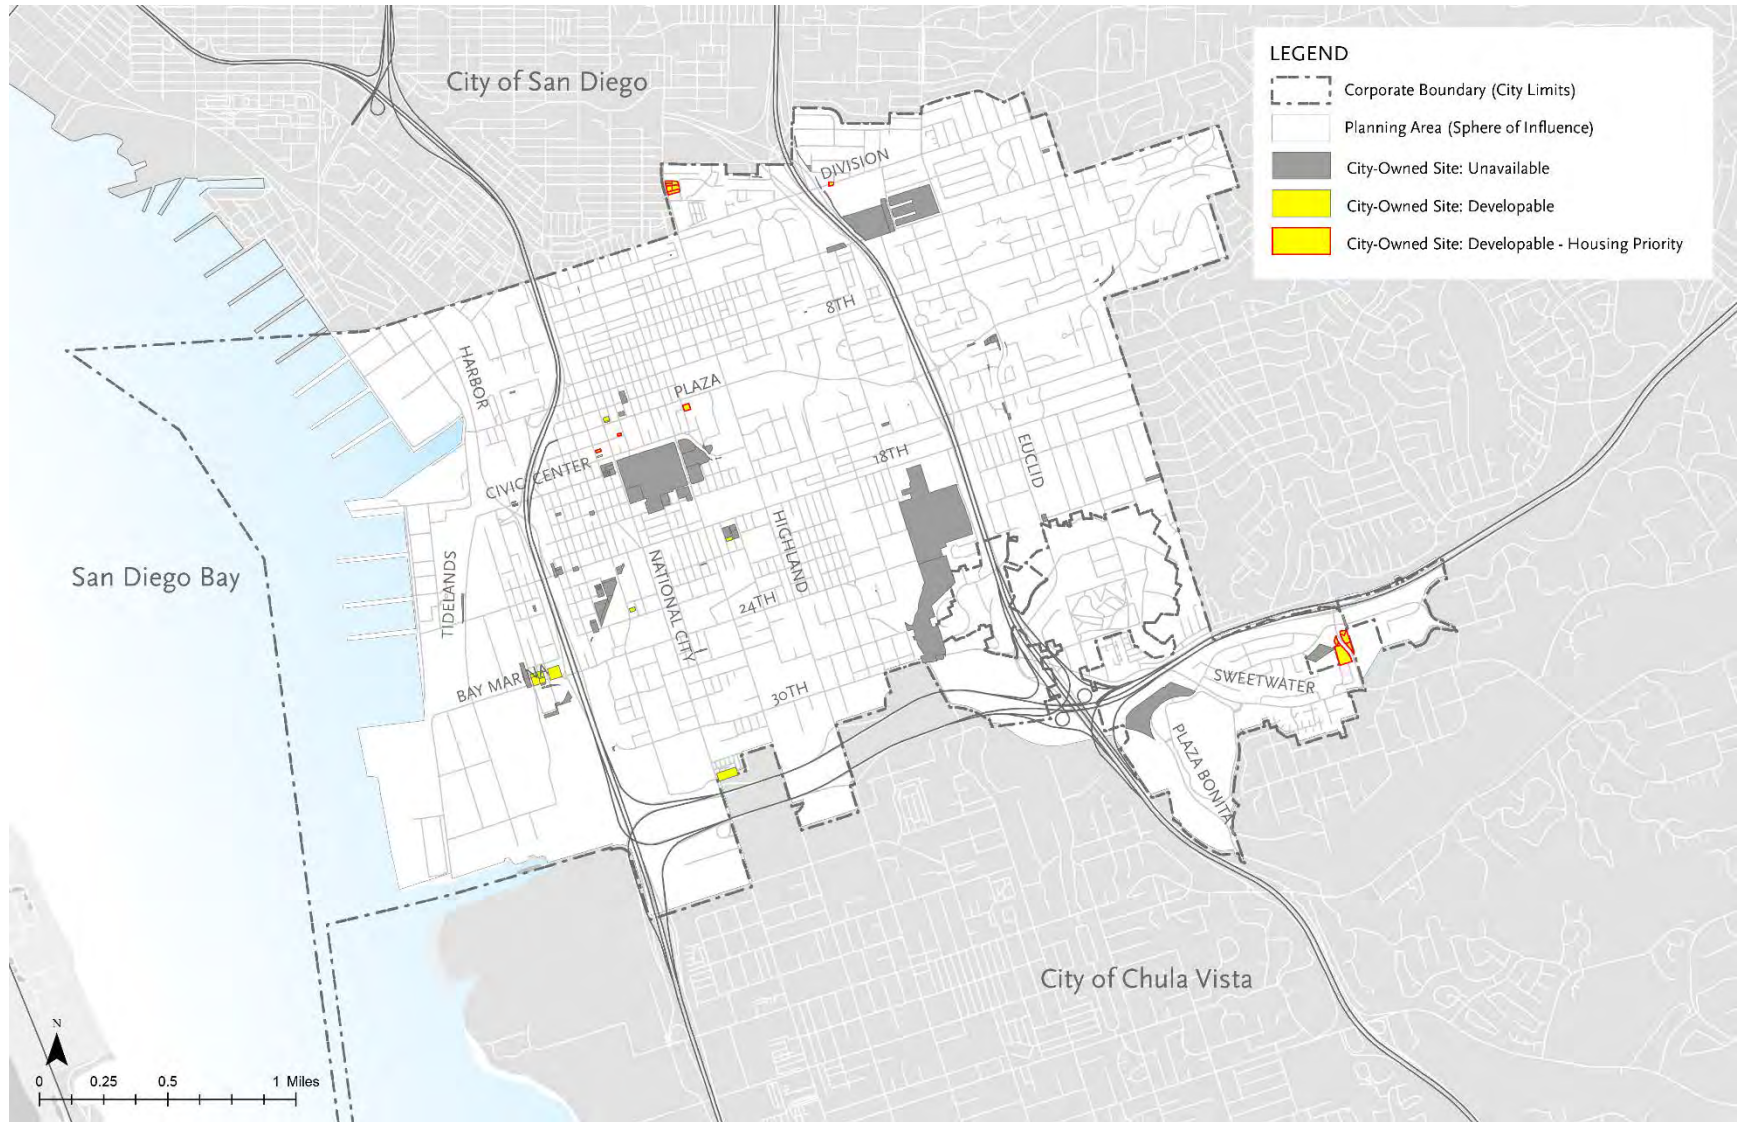 LEGEND
Corporate Boundary (City Limits)
Planning Area (Sphere of Influence)
City-Owned Site: Unavailable
City-Owned Site: Developable
City-Owned Site: Developable - Housing Priority
City of San Diego
DIVISION
8TH
HARBOR
PLAZA
EUCLID
18TH
CIVIC CENTER
HIGHLAND
NATIONAL CITY
TIDELANDS
San Diego Bay
24TH
BAY MARINA
30TH
SWEETWATER
PLAZA BONITA
City of Chula Vista
N
0 0.25 0.5 1 Miles